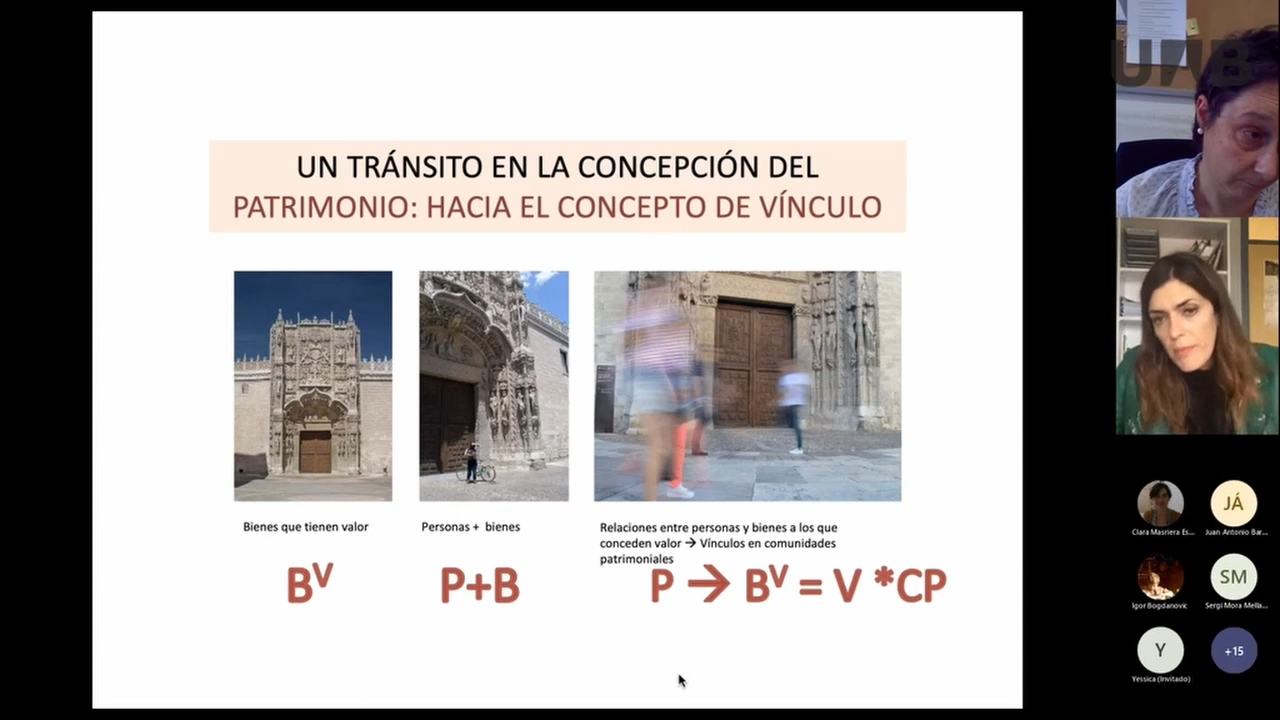 UN TRÁNSITO EN LA CONCEPCIÓN DEL
PATRIMONIO: HACIA EL CONCEPTO DE VÍNCULO
Bienes que tienen valor
Personas + bienes
Relaciones entre personas y bienes a los que
conceden valor → Vínculos en comunidades
patrimoniales
Bᵛ
P+B
P → Bᵛ = V *CP
UAB
Clara Masriera Es...
JÁ
Juan Antonio Bar...
Igor Bogdanovic
SM
Sergi Mora Mella...
Y
Yessica (Invitado)
+15